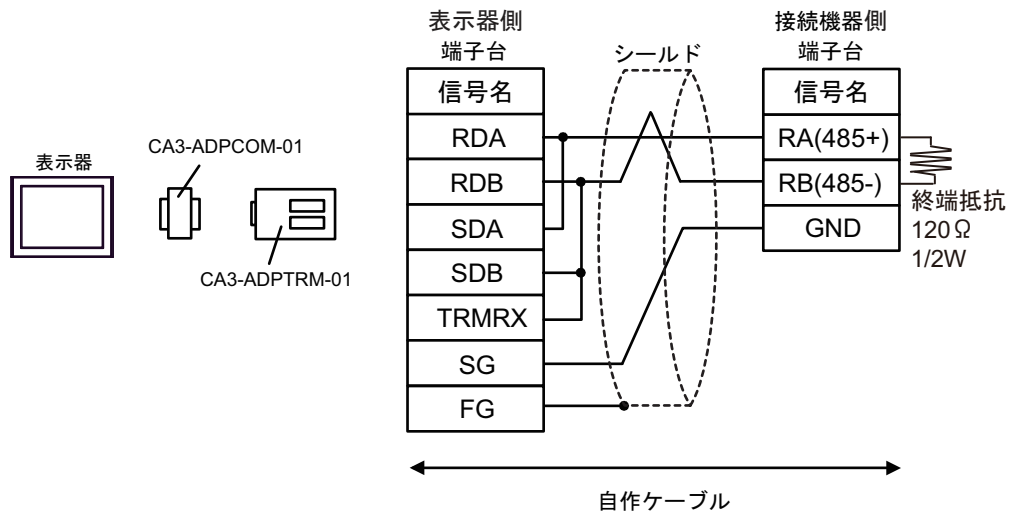 表示器
CA3-ADPCOM-01
CA3-ADPTRM-01
表示器側
端子台
信号名
RDA
RDB
SDA
SDB
TRMRX
SG
FG
シールド
接続機器側
端子台
信号名
RA(485+)
RB(485-)
GND
終端抵抗
120Ω
1/2W
自作ケーブル